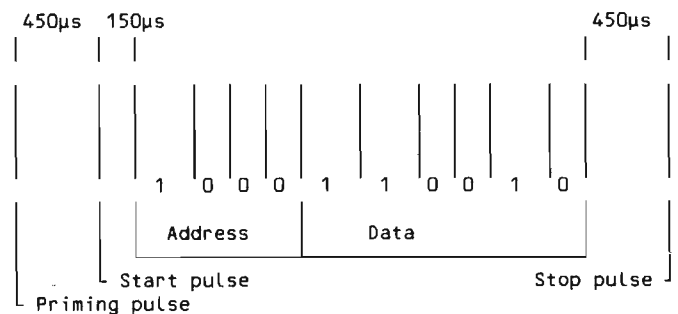 450µs 150µs 450µs
1 0 0 0 1 1 0 0 1 0
Address Data
Start pulse Stop pulse
Priming pulse